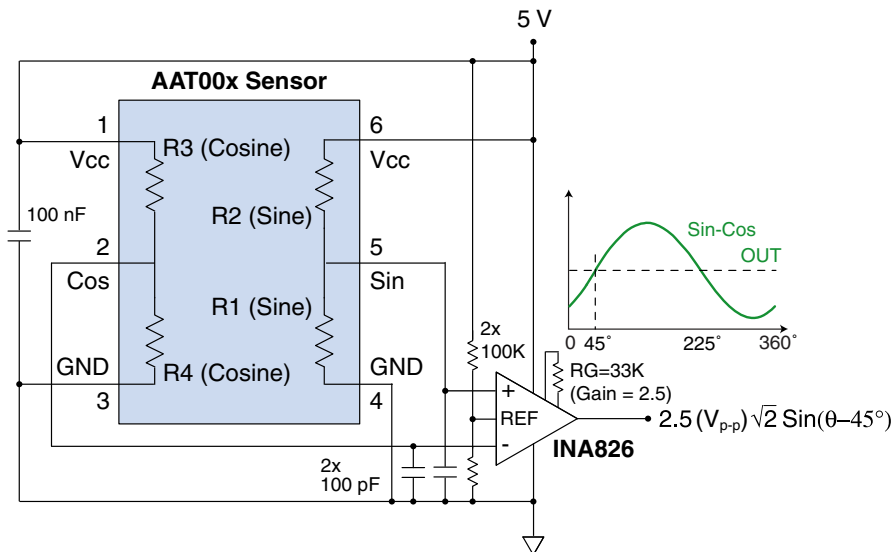 5 V
AAT00x Sensor
1
Vcc
R3 (Cosine)
6
Vcc
R2 (Sine)
100 nF
2
Cos
5
Sin
R1 (Sine)
GND
3
R4 (Cosine)
GND
4
2x
100K
2x
100 pF
+
REF
-
INA826
RG=33K
(Gain = 2.5)
Sin-Cos
OUT
0 45° 225° 360°
2.5 (Vp-p) √2 Sin(θ–45°)